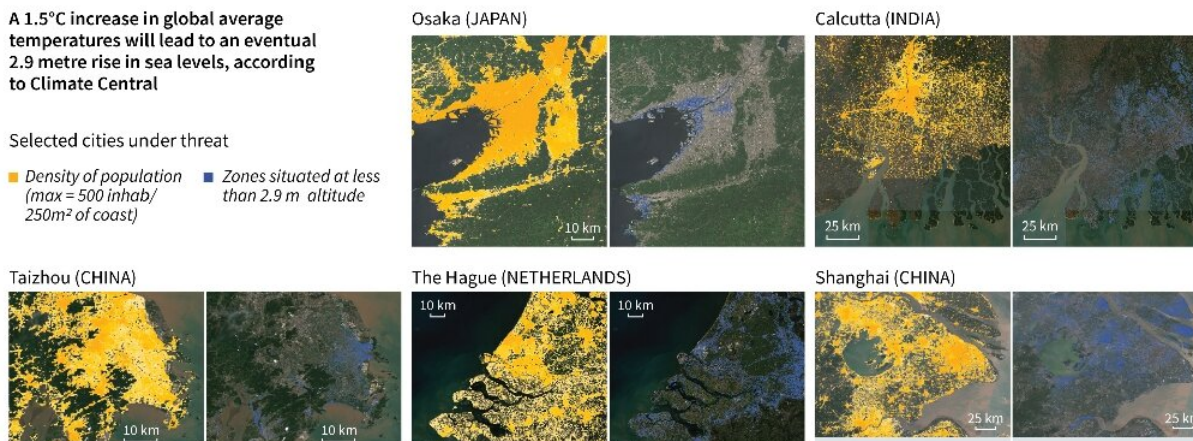 A 1.5°C increase in global average
temperatures will lead to an eventual
2.9 metre rise in sea levels, according
to Climate Central
Selected cities under threat
Density of population
(max = 500 inhab/
250m² of coast)
Zones situated at less
than 2.9 m altitude
Osaka (JAPAN)
10 km
Calcutta (INDIA)
25 km
25 km
Taizhou (CHINA)
10 km
10 km
The Hague (NETHERLANDS)
10 km
10 km
Shanghai (CHINA)
25 km
25 km